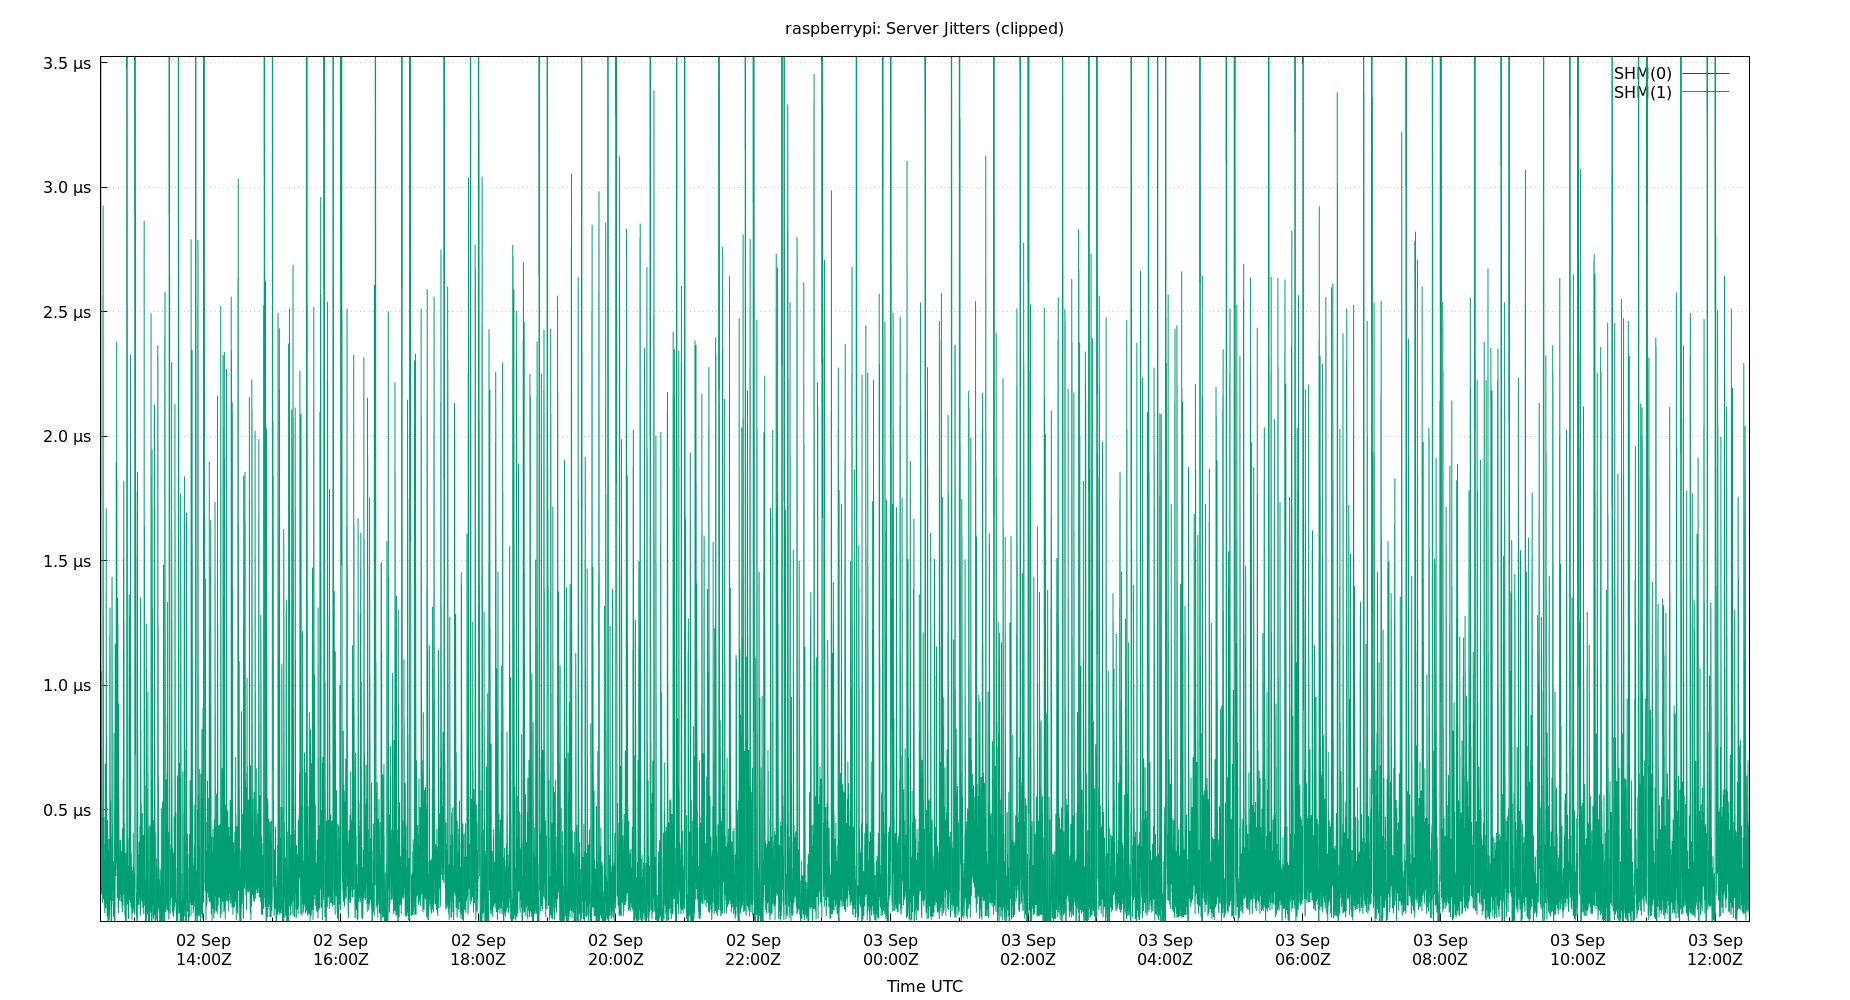 raspberrypi: Server Jitters (clipped)
3.5 µs
3.0 µs
2.5 µs
2.0 µs
1.5 µs
1.0 µs
0.5 µs
SHM(0)
SHM(1)
02 Sep 02 Sep 02 Sep 02 Sep 02 Sep 03 Sep 03 Sep 03 Sep 03 Sep 03 Sep 03 Sep 03 Sep
14:00Z 16:00Z 18:00Z 20:00Z 22:00Z 00:00Z 02:00Z 04:00Z 06:00Z 08:00Z 10:00Z 12:00Z
Time UTC